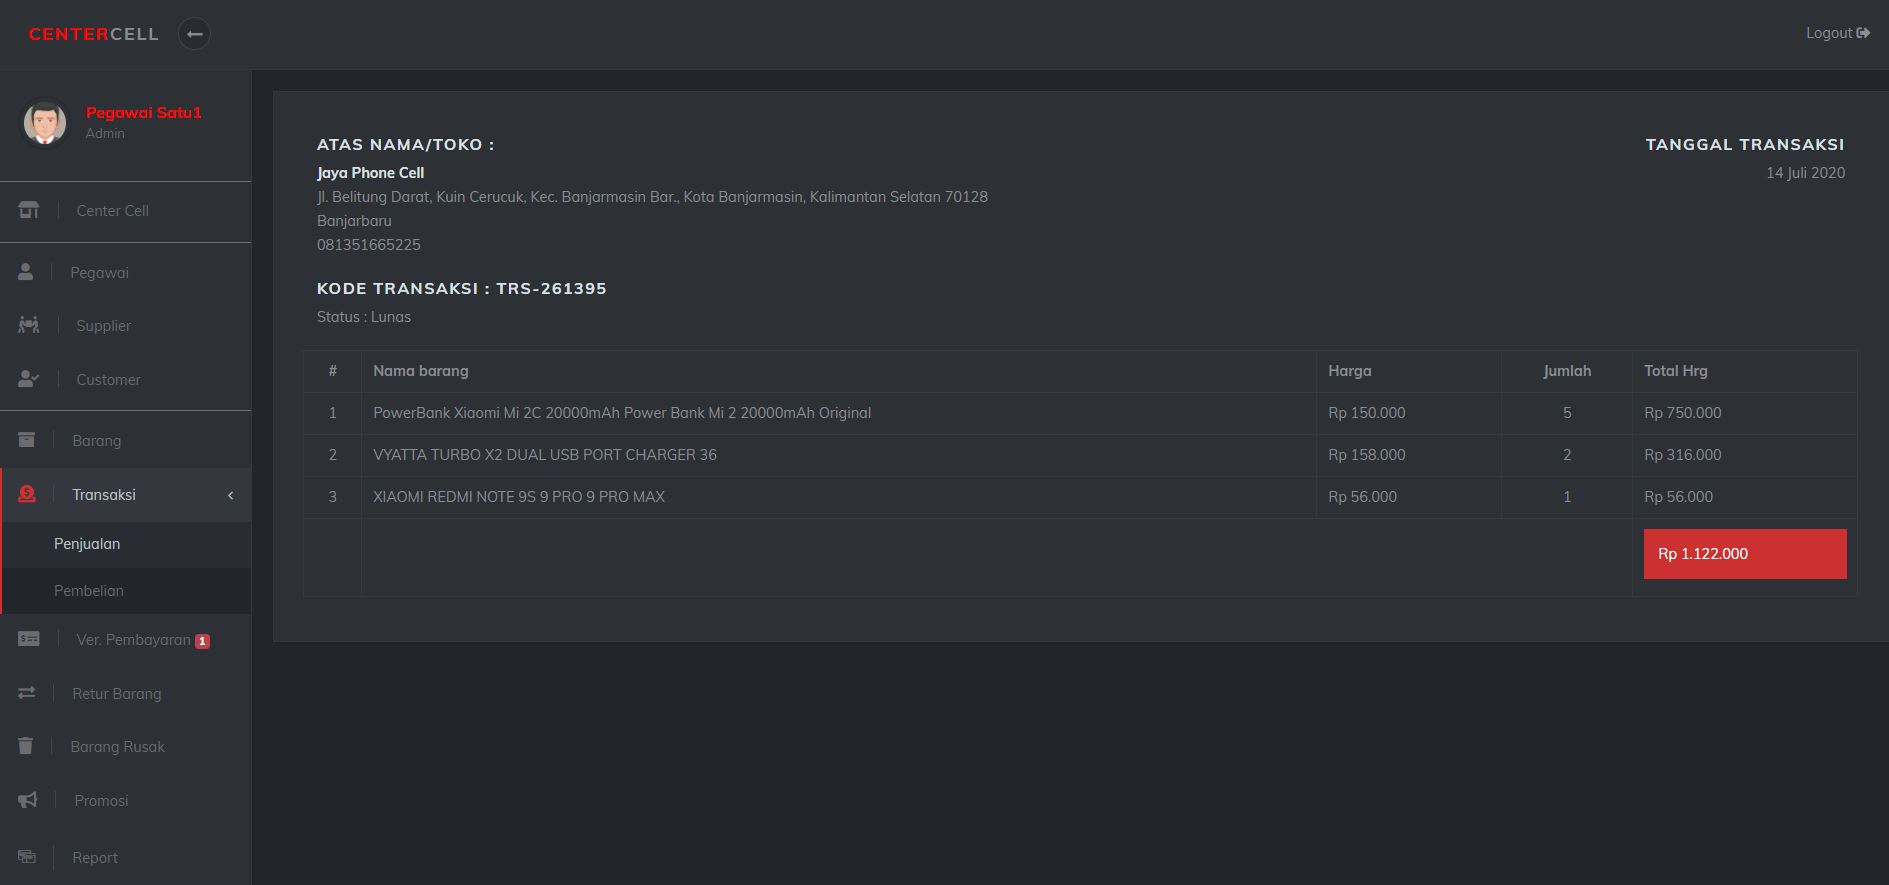 CENTERCELL
Logout
Pegawai Satu1
Admin
Center Cell
Pegawai
Supplier
Customer
Barang
Transaksi
Penjualan
Pembelian
Ver. Pembayaran 1
Retur Barang
Barang Rusak
Promosi
Report
ATAS NAMA/TOKO :
TANGGAL TRANSAKSI
Jaya Phone Cell
14 Juli 2020
Jl. Belitung Darat, Kuin Cerucuk, Kec. Banjarmasin Bar., Kota Banjarmasin, Kalimantan Selatan 70128
Banjarbaru
081351665225
KODE TRANSAKSI : TRS-261395
Status : Lunas
# Nama barang Harga Jumlah Total Hrg
1 PowerBank Xiaomi Mi 2C 20000mAh Power Bank Mi 2 20000mAh Original Rp 150.000 5 Rp 750.000
2 VYATTA TURBO X2 DUAL USB PORT CHARGER 36 Rp 158.000 2 Rp 316.000
3 XIAOMI REDMI NOTE 9S 9 PRO 9 PRO MAX Rp 56.000 1 Rp 56.000
Rp 1.122.000